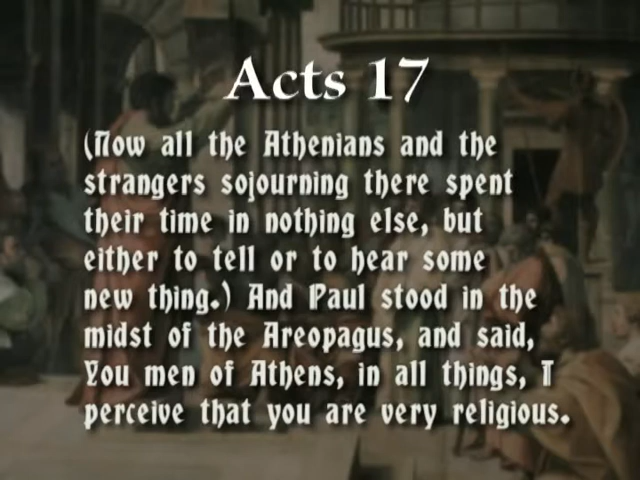 Acts 17
(Now all the Athenians and the
strangers sojourning there spent
their time in nothing else, but
either to tell or to hear some
new thing.) And Paul stood in the
midst of the Areopagus, and said,
You men of Athens, in all things, I
perceive that you are very religious.